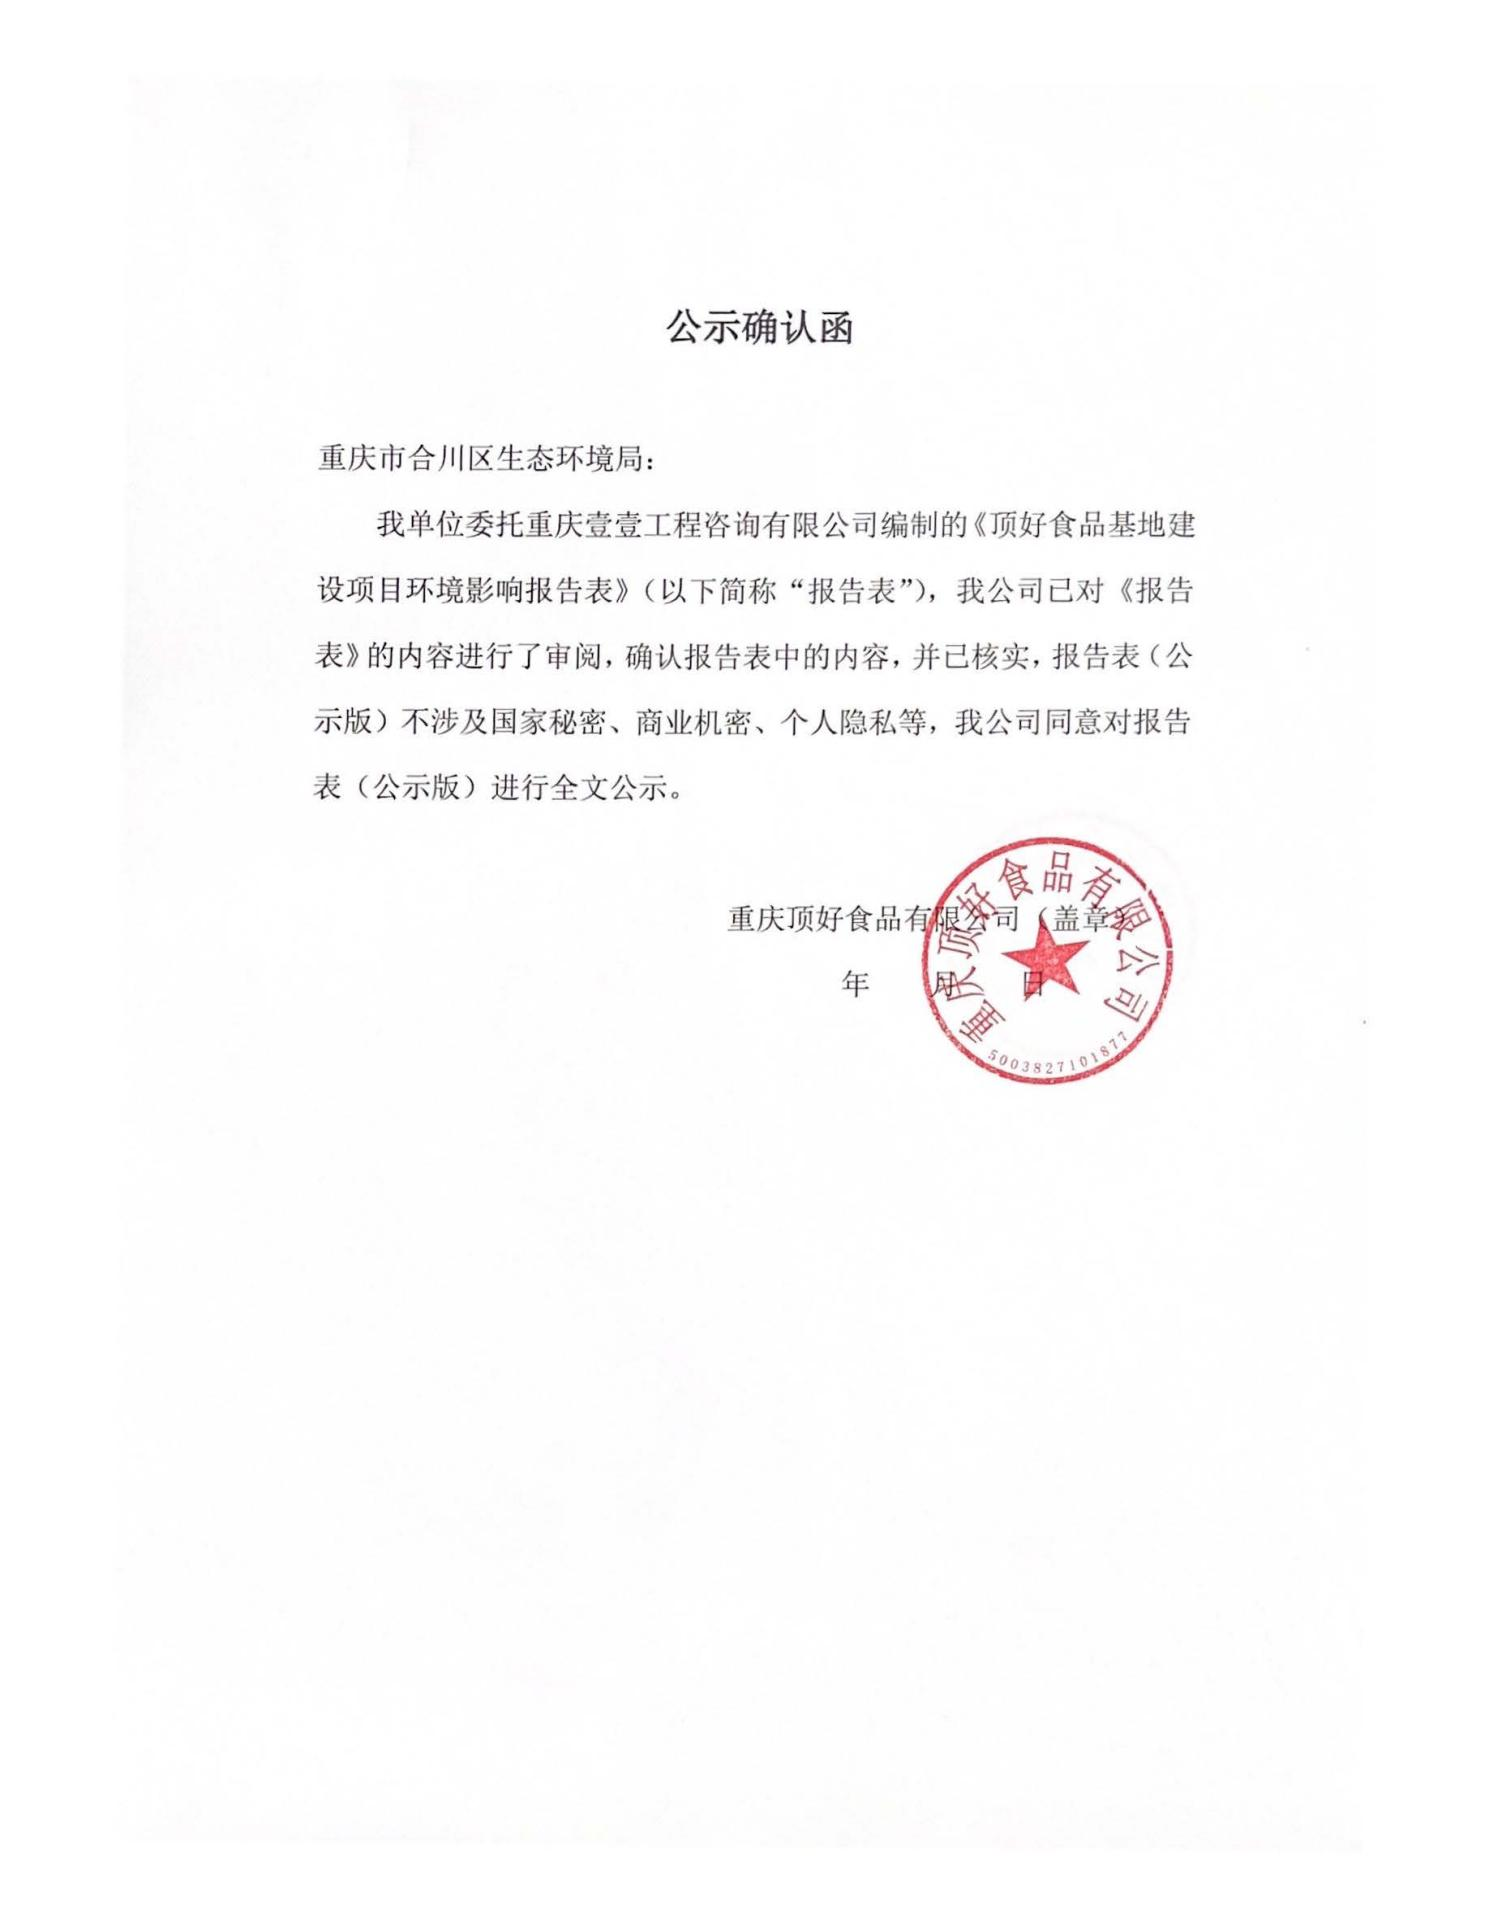 公示确认函
重庆市合川区生态环境局：
我单位委托重庆壹壹工程咨询有限公司编制的《顶好食品基地建
设项目环境影响报告表》（以下简称“报告表”），我公司已对《报告
表》的内容进行了审阅，确认报告表中的内容，并已核实，报告表（公
示版）不涉及国家秘密、商业机密、个人隐私等，我公司同意对报告
表（公示版）进行全文公示。
重庆顶好食品有限公司（盖章）
年 月 日
重庆顶好食品有限公司
5003827101877